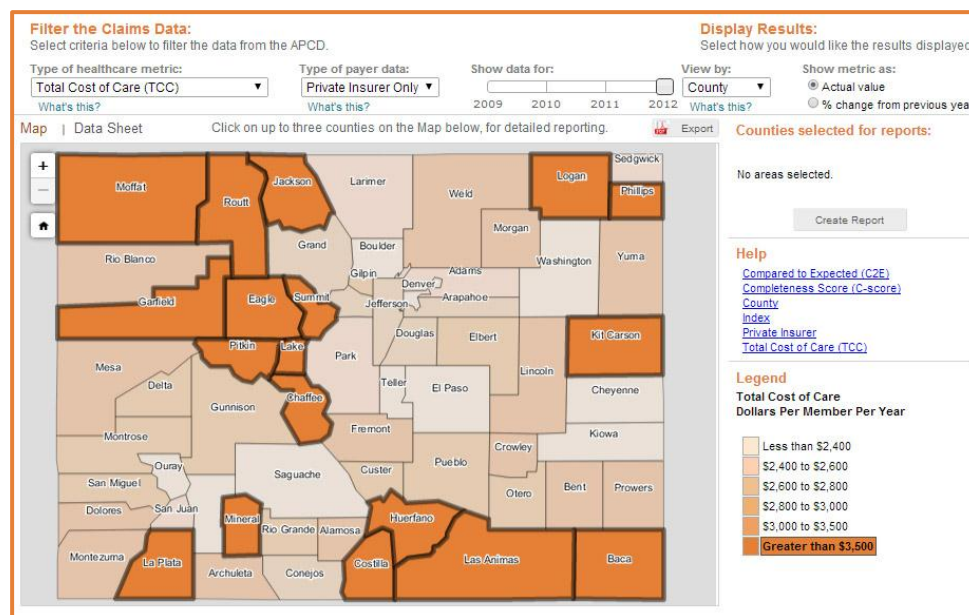 Filter the Claims Data:
Select criteria below to filter the data from the APCD.
Display Results:
Select how you would like the results displayed
Type of healthcare metric:
Total Cost of Care (TCC)
What's this?
Type of payer data:
Private Insurer Only
What's this?
Show data for:
2009 2010 2011 2012
View by:
County
What's this?
Show metric as:
Actual value
% change from previous yea
Map | Data Sheet
Click on up to three counties on the Map below, for detailed reporting.
Export
Counties selected for reports:
No areas selected.
Create Report
Help
Compared to Expected (C2E)
Completeness Score (C-score)
County
Index
Private Insurer
Total Cost of Care (TCC)
Legend
Total Cost of Care
Dollars Per Member Per Year
Less than $2,400
$2,400 to $2,600
$2,600 to $2,800
$2,800 to $3,000
$3,000 to $3,500
Greater than $3,500
+
−
Moffat
Routt
Jackson
Larimer
Weld
Logan
Sedgwick
Phillips
Morgan
Grand
Boulder
Rio Blanco
Gilpin
Adams
Washington
Yuma
Denver
Arapahoe
Garfield
Eagle
Summit
Jefferson
Douglas
Elbert
Kit Carson
Pitkin
Lake
Park
Lincoln
Mesa
Delta
Teller
El Paso
Cheyenne
Gunnison
Chaffee
Fremont
Kiowa
Montrose
Crowley
Ouray
Saguache
Custer
Pueblo
San Miguel
Otero
Bent
Prowers
Dolores
San Juan
Mineral
Rio Grande
Alamosa
Huerfano
Montezuma
La Plata
Archuleta
Conejos
Costilla
Las Animas
Baca